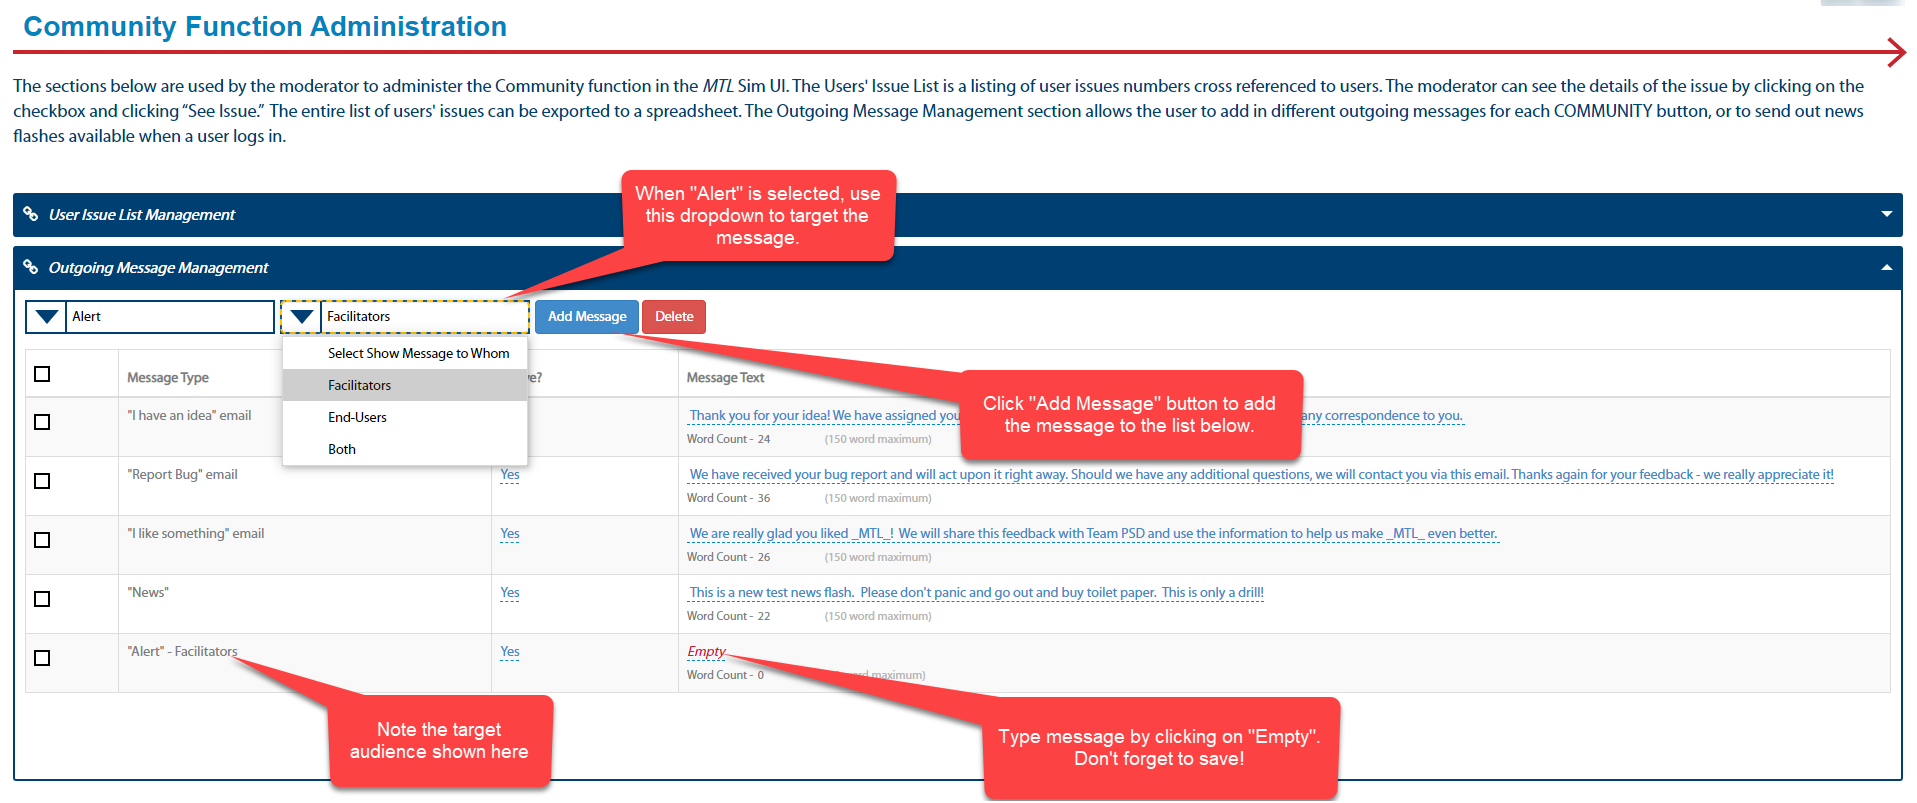 Community Function Administration
The sections below are used by the moderator to administer the Community function in the MTL Sim UI. The Users' Issue List is a listing of user issues numbers cross referenced to users. The moderator can see the details of the issue by clicking on the
checkbox and clicking “See Issue.” The entire list of users' issues can be exported to a spreadsheet. The Outgoing Message Management section allows the user to add in different outgoing messages for each COMMUNITY button, or to send out news
flashes available when a user logs in.
When "Alert" is selected, use
this dropdown to target the
message.
User Issue List Management
Outgoing Message Management
Alert
Facilitators
Add Message
Delete
Select Show Message to Whom
Facilitators
End-Users
Both
Message Type
Message Text
Click "Add Message" button to add
the message to the list below.
"I have an idea" email
Thank you for your idea! We have assigned you any correspondence to you.
Word Count - 24 (150 word maximum)
"Report Bug" email
Yes
We have received your bug report and will act upon it right away. Should we have any additional questions, we will contact you via this email. Thanks again for your feedback - we really appreciate it!
Word Count - 36 (150 word maximum)
"I like something" email
Yes
We are really glad you liked _MTL_! We will share this feedback with Team PSD and use the information to help us make _MTL_ even better.
Word Count - 26 (150 word maximum)
"News"
Yes
This is a new test news flash. Please don't panic and go out and buy toilet paper. This is only a drill!
Word Count - 22 (150 word maximum)
"Alert" - Facilitators
Yes
Empty
Word Count - 0 maximum)
Note the target
audience shown here
Type message by clicking on "Empty".
Don't forget to save!